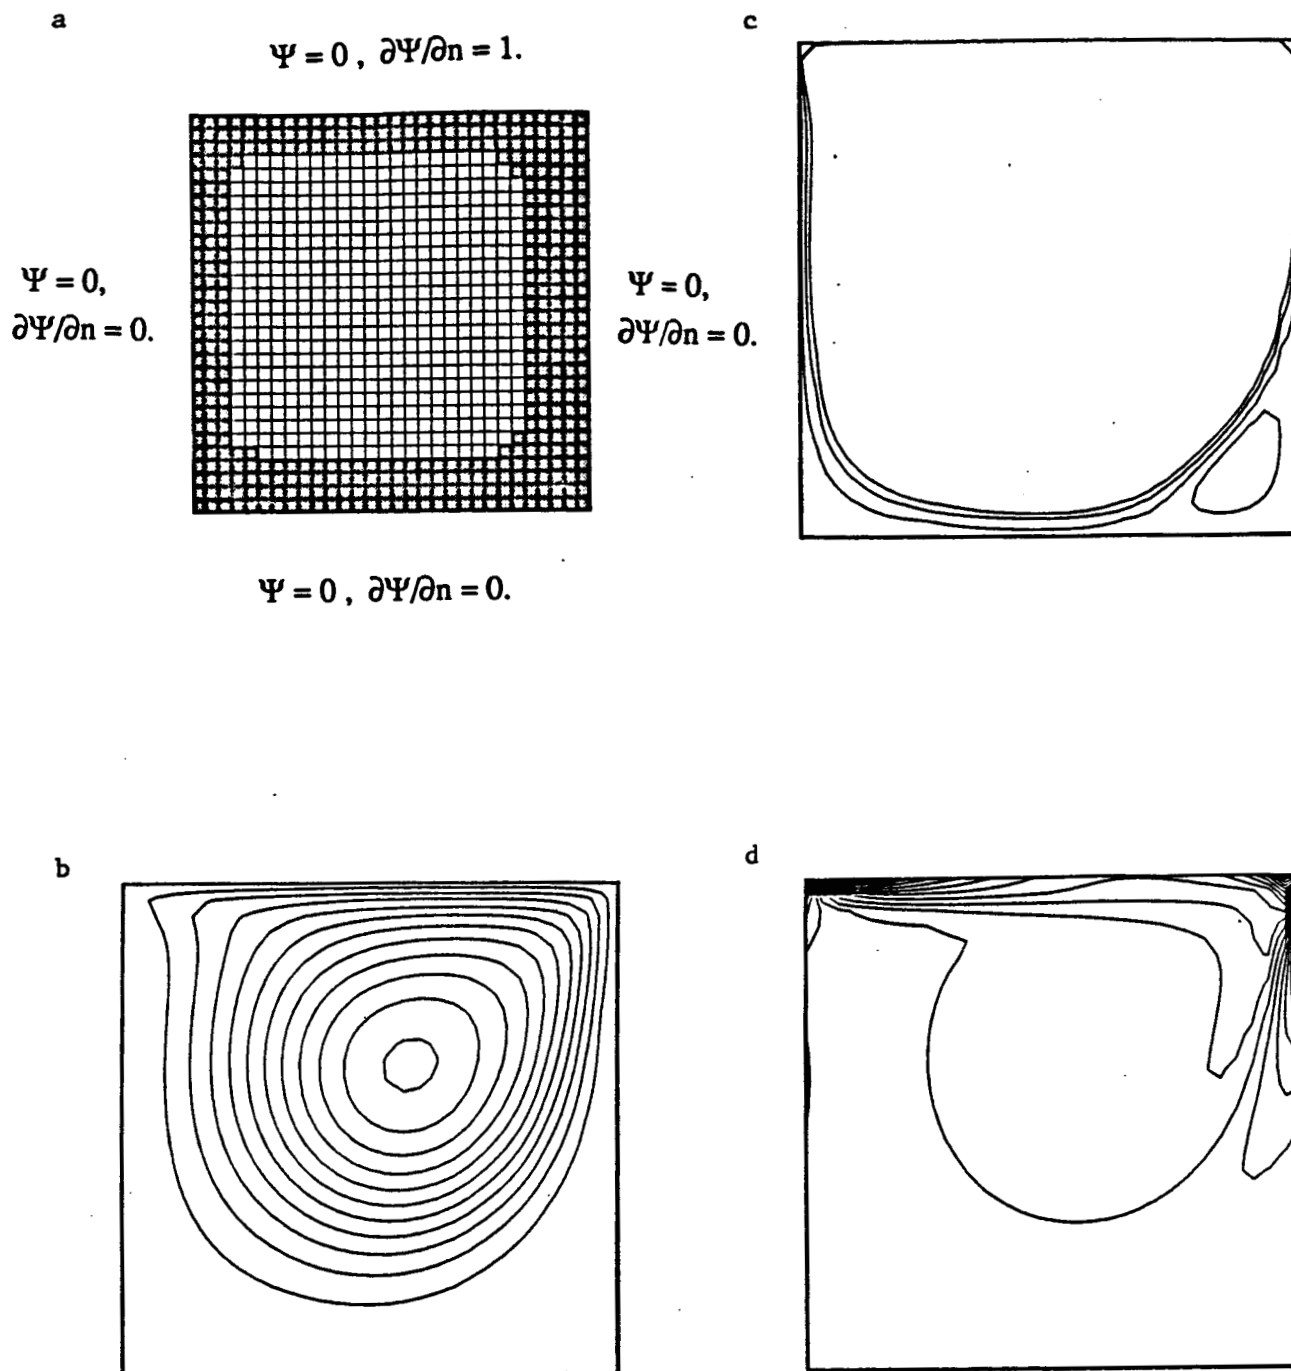 a
Ψ = 0 , ∂Ψ/∂n = 1.
Ψ = 0,
∂Ψ/∂n = 0.
Ψ = 0,
∂Ψ/∂n = 0.
Ψ = 0 , ∂Ψ/∂n = 0.
c
b
d